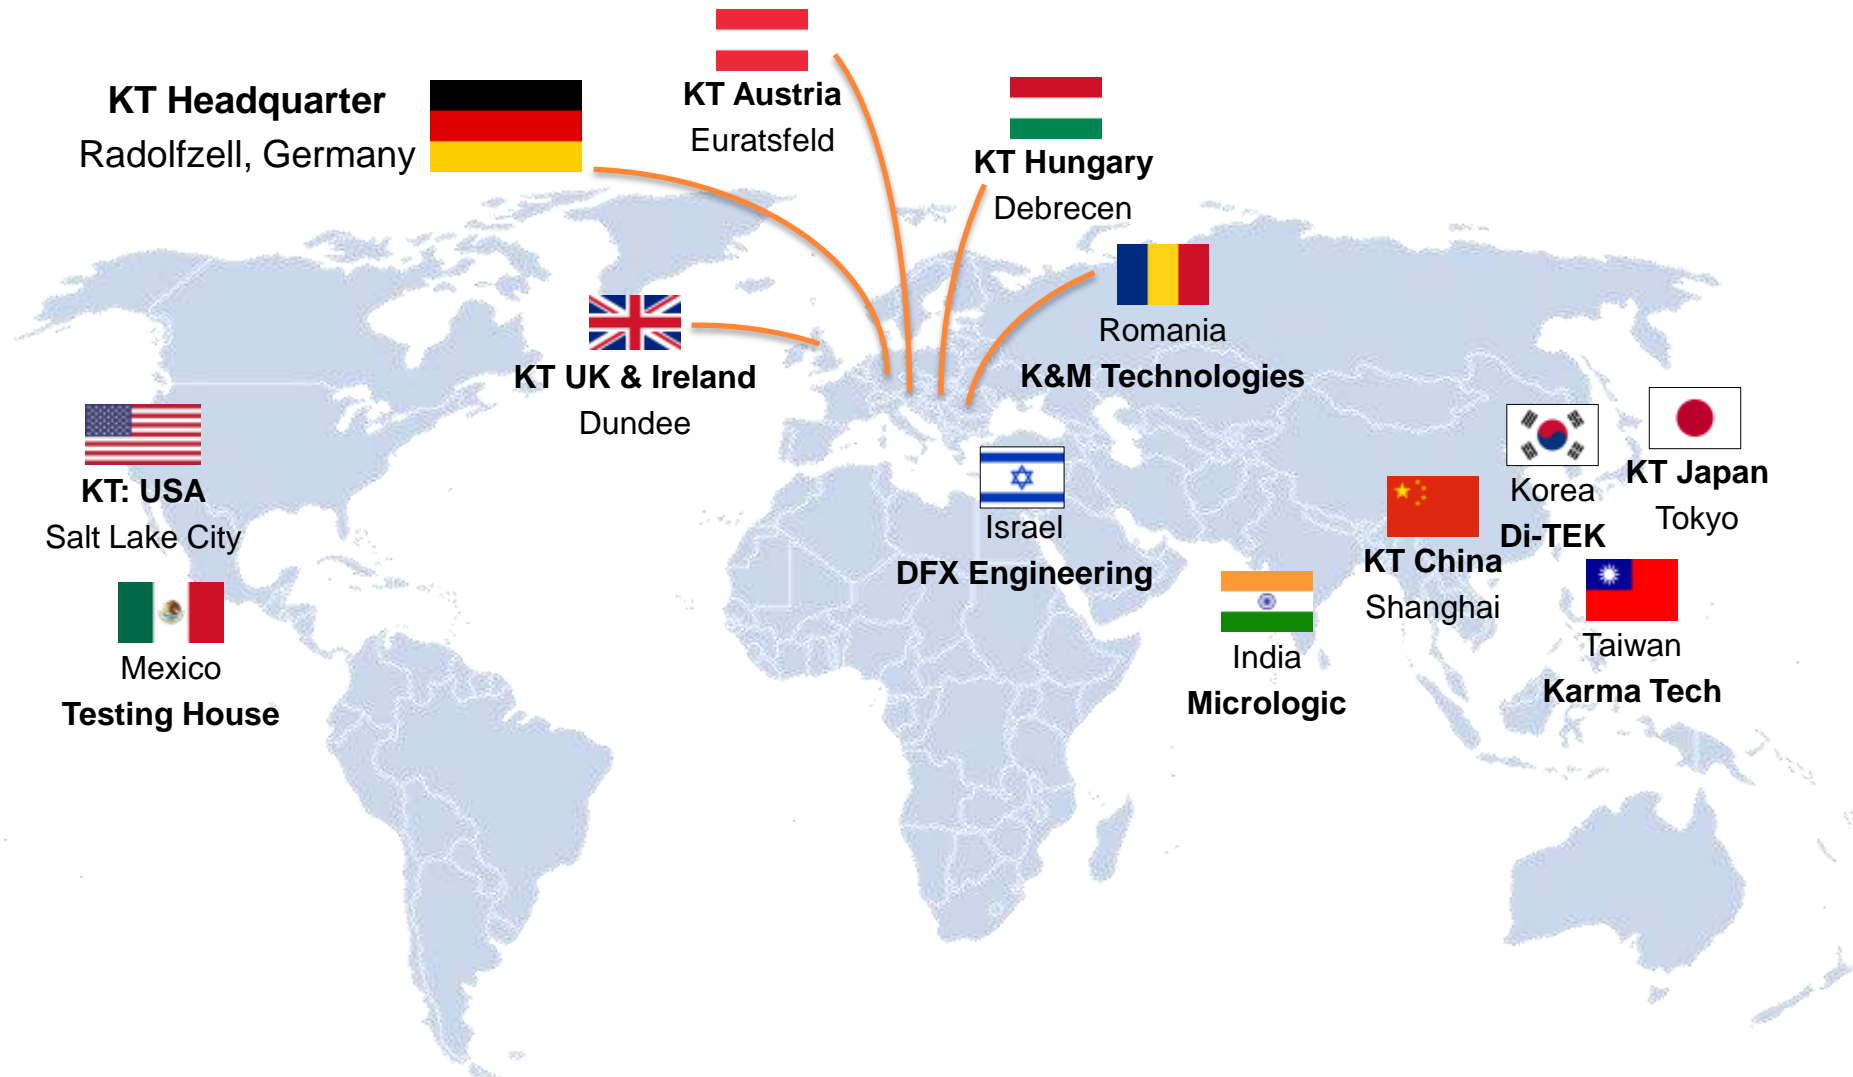 KT Headquarter
Radolfzell, Germany
KT Austria
Euratsfeld
KT Hungary
Debrecen
Romania
K&M Technologies
KT UK & Ireland
Dundee
KT: USA
Salt Lake City
Mexico
Testing House
Israel
DFX Engineering
India
Micrologic
KT China
Shanghai
Korea
Di-TEK
KT Japan
Tokyo
Taiwan
Karma Tech